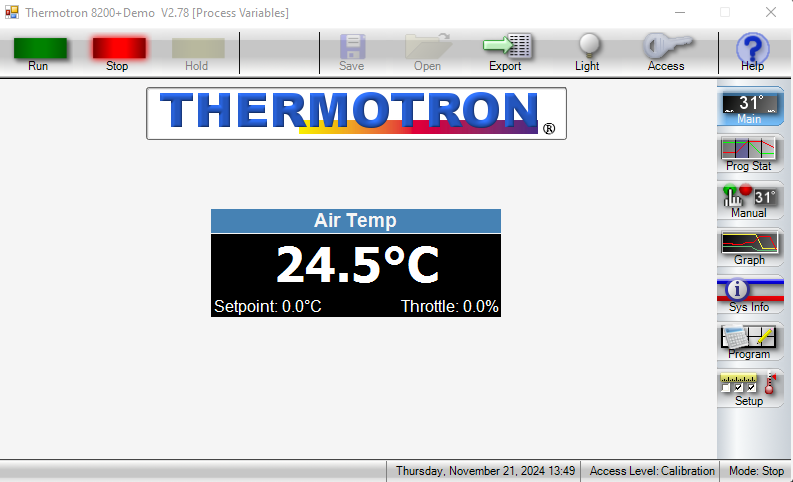 Thermotron 8200+Demo V2.78 [Process Variables]
Run Stop Hold Save Open Export Light Access Help
THERMOTRON®
31°
Main
Prog Stat
31°
Manual
Graph
Sys Info
Program
Setup
Air Temp
24.5°C
Setpoint: 0.0°C Throttle: 0.0%
Thursday, November 21, 2024 13:49 Access Level: Calibration Mode: Stop